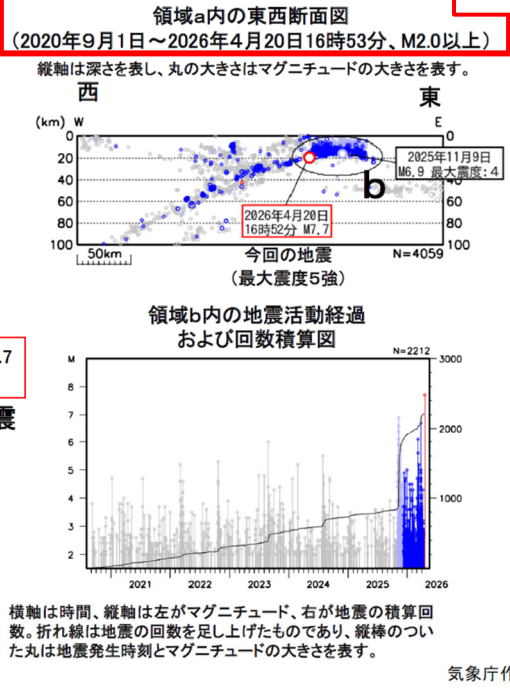 領域a内の東西断面図
(2020年9月1日~2026年4月20日16時53分、M2.0以上)
縦軸は深さを表し、丸の大きさはマグニチュードの大きさを表す。
西 東
(km) W E
0 0
20 20
40 40
60 60
80 80
100 100
2025年11月9日
M6.9 最大震度:4
b
2026年4月20日
16時52分 M7.7
50km
今回の地震
N=4059
(最大震度5強)
領域b内の地震活動経過
および回数積算図
.7
震
M N=2212
3000
8
7
2000
6
5
4
1000
3
2
2021 2022 2023 2024 2025 2026
横軸は時間、縦軸は左がマグニチュード、右が地震の積算回
数。折れ線は地震の回数を足し上げたものであり、縦棒のつい
た丸は地震発生時刻とマグニチュードの大きさを表す。
気象庁作